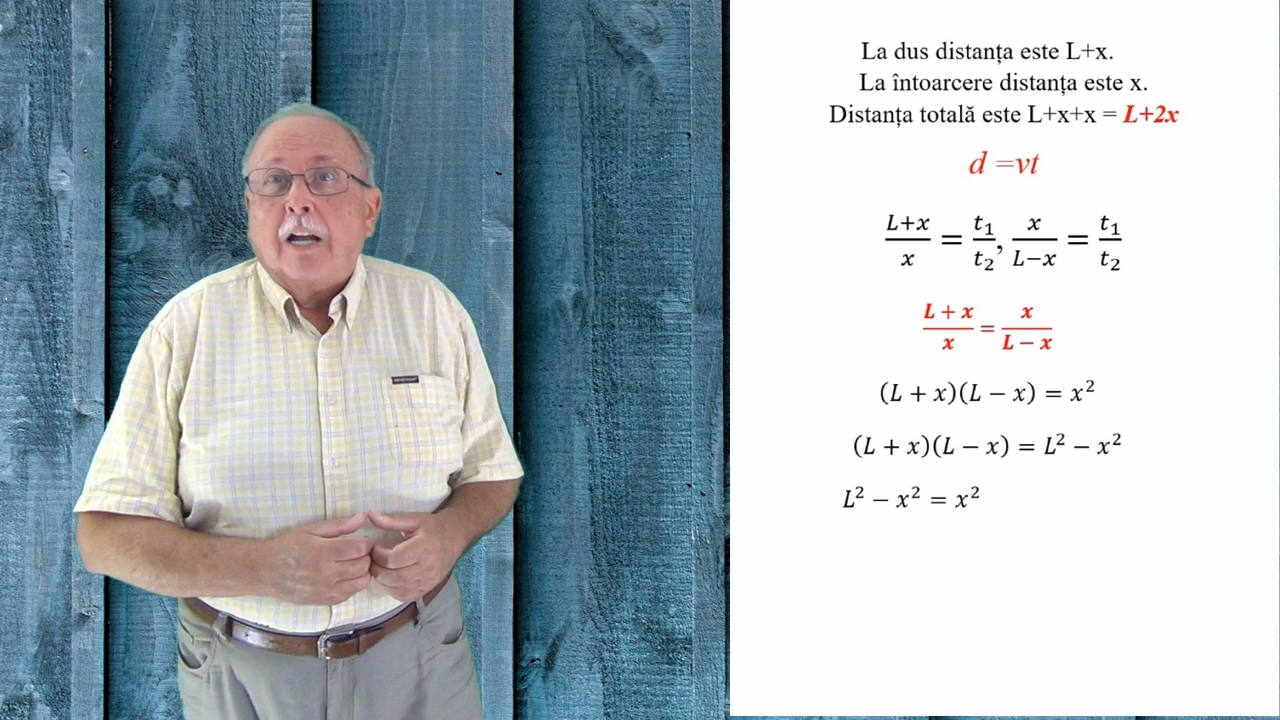 La dus distanța este L+x.
La întoarcere distanța este x.
Distanța totală este L+x+x = L+2x
d =vt
L+x/x = t₁/t₂, x/L−x = t₁/t₂
L + x/x = x/L − x
(L + x)(L − x) = x²
(L + x)(L − x) = L² − x²
L² − x² = x²